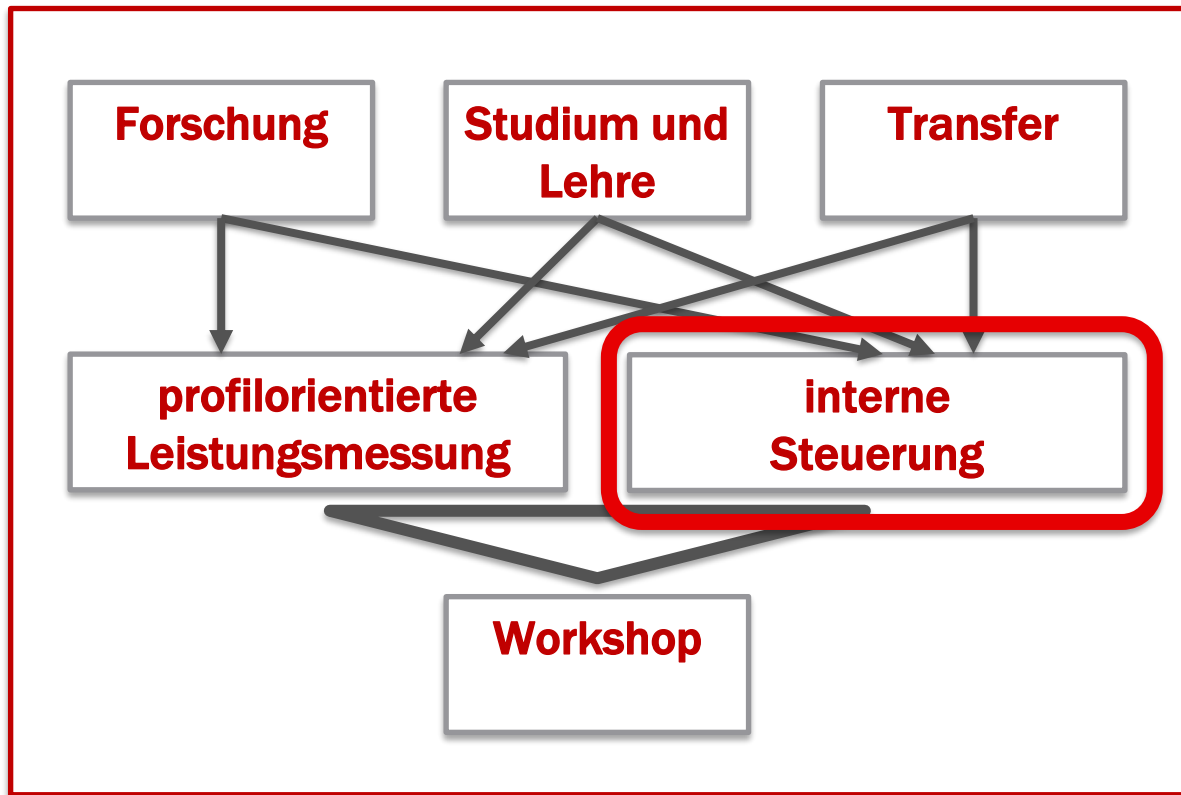 Forschung
Studium und
Lehre
Transfer
profilorientierte
Leistungsmessung
interne
Steuerung
Workshop